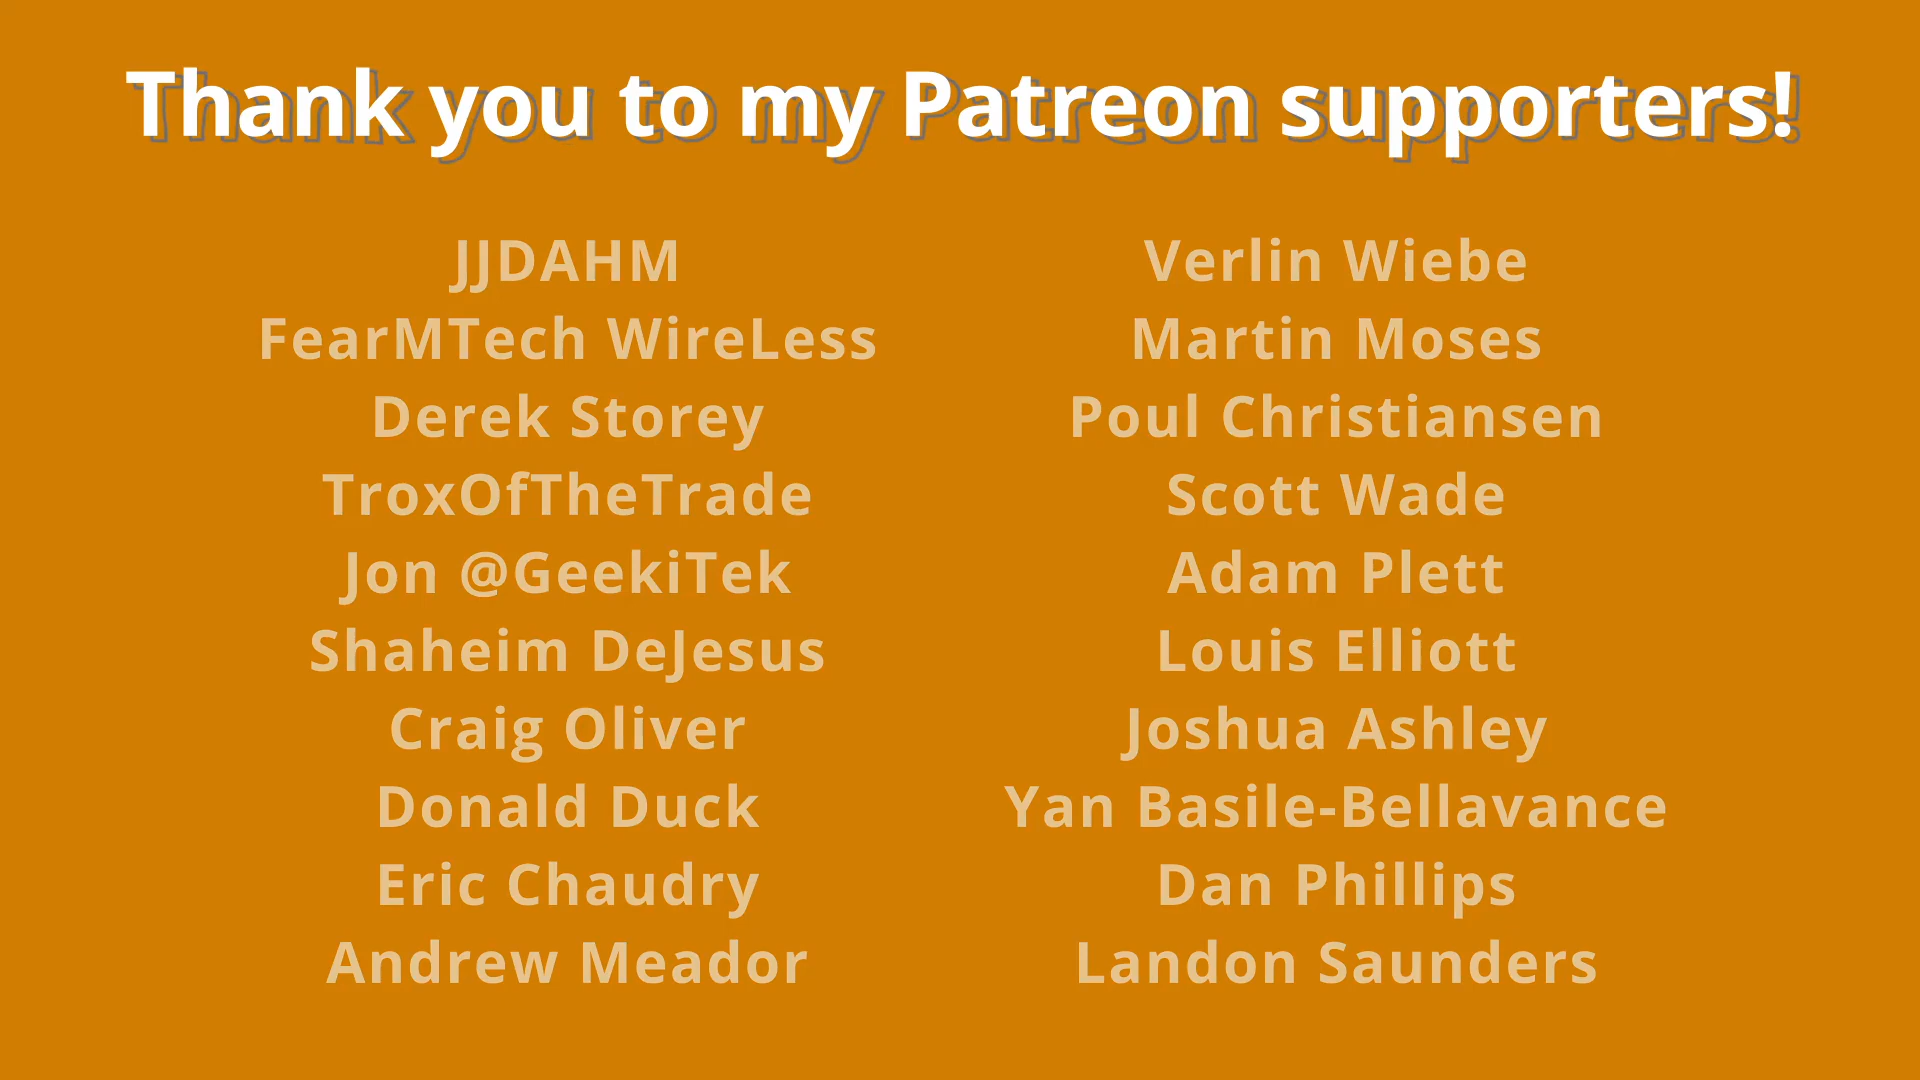 Thank you to my Patreon supporters!
JJDAHM
FearMTech WireLess
Derek Storey
TroxOfTheTrade
Jon @GeekiTek
Shaheim DeJesus
Craig Oliver
Donald Duck
Eric Chaudry
Andrew Meador
Verlin Wiebe
Martin Moses
Poul Christiansen
Scott Wade
Adam Plett
Louis Elliott
Joshua Ashley
Yan Basile-Bellavance
Dan Phillips
Landon Saunders